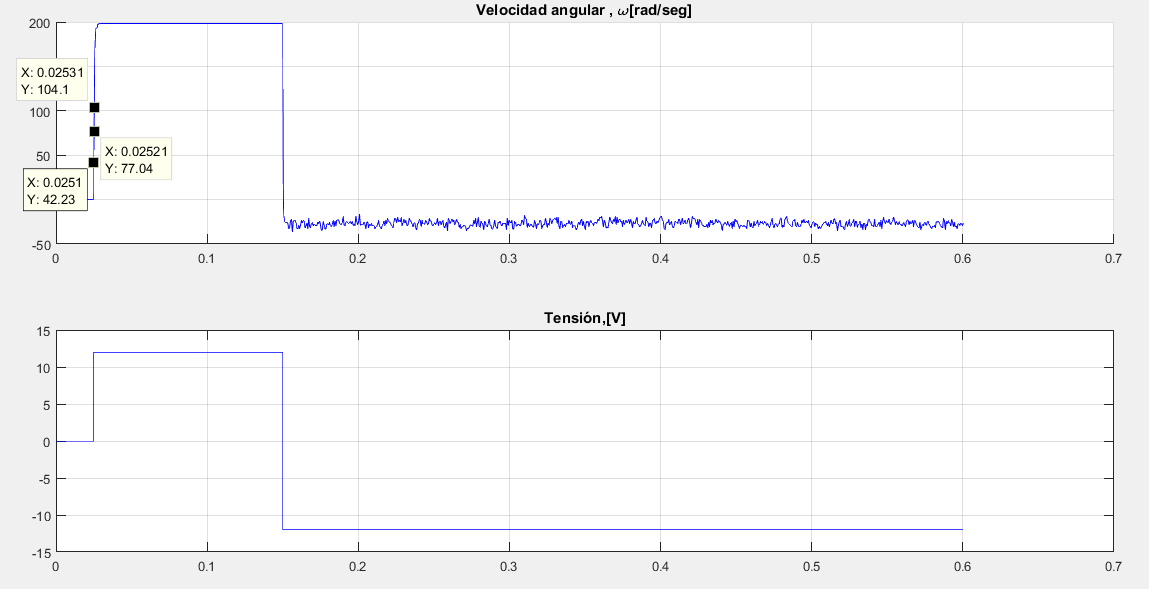 Velocidad angular , ω[rad/seg]
200
X: 0.02531
Y: 104.1
100
X: 0.02521
Y: 77.04
50
X: 0.0251
Y: 42.23
-50
0 0.1 0.2 0.3 0.4 0.5 0.6 0.7
Tensión,[V]
15
10
5
0
-5
-10
-15
0 0.1 0.2 0.3 0.4 0.5 0.6 0.7